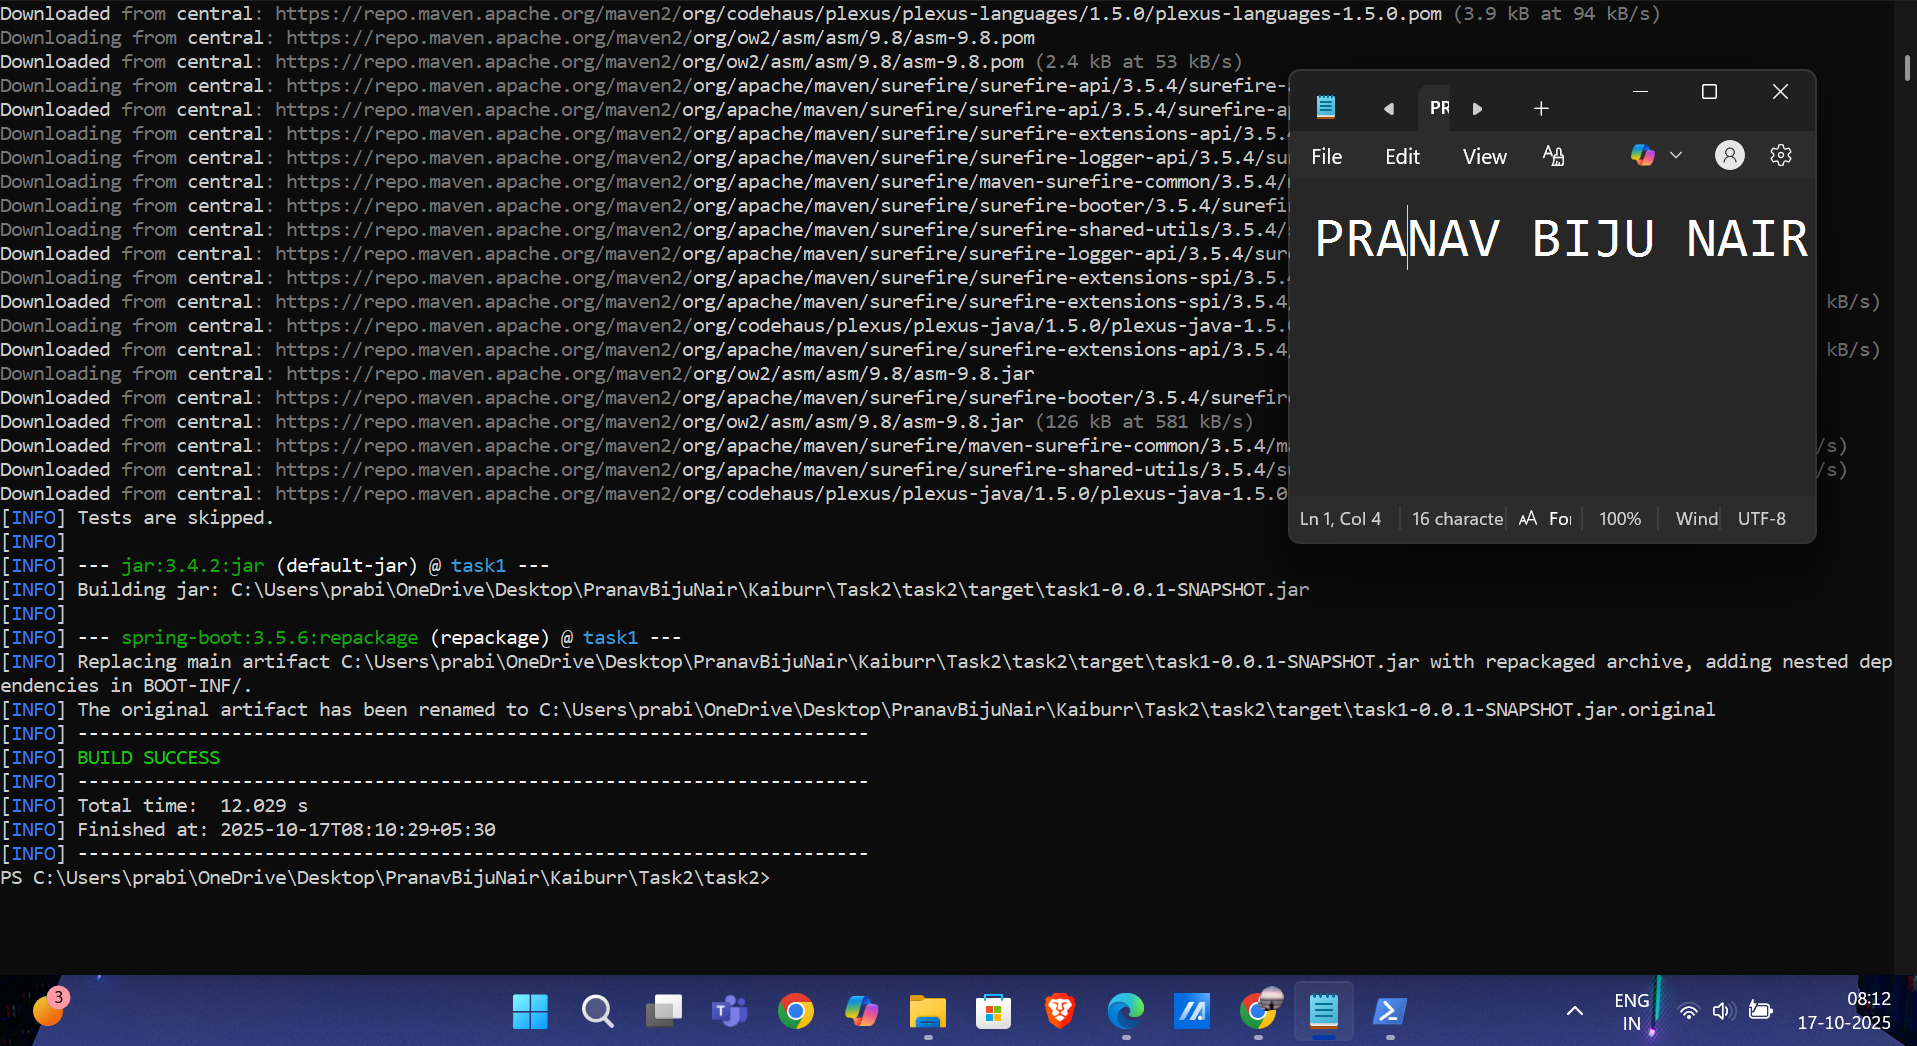 Downloaded from central: https://repo.maven.apache.org/maven2/org/codehaus/plexus/plexus-languages/1.5.0/plexus-languages-1.5.0.pom (3.9 kB at 94 kB/s)
Downloading from central: https://repo.maven.apache.org/maven2/org/ow2/asm/asm/9.8/asm-9.8.pom
Downloaded from central: https://repo.maven.apache.org/maven2/org/ow2/asm/asm/9.8/asm-9.8.pom (2.4 kB at 53 kB/s)
Downloading from central: https://repo.maven.apache.org/maven2/org/apache/maven/surefire/surefire-api/3.5.4/surefire-
Downloaded from central: https://repo.maven.apache.org/maven2/org/apache/maven/surefire/surefire-api/3.5.4/surefire-ap
Downloading from central: https://repo.maven.apache.org/maven2/org/apache/maven/surefire/surefire-extensions-api/3.5.4
Downloading from central: https://repo.maven.apache.org/maven2/org/apache/maven/surefire/surefire-logger-api/3.5.4/sur
Downloading from central: https://repo.maven.apache.org/maven2/org/apache/maven/surefire/maven-surefire-common/3.5.4/
Downloading from central: https://repo.maven.apache.org/maven2/org/apache/maven/surefire/surefire-booter/3.5.4/surefir
Downloading from central: https://repo.maven.apache.org/maven2/org/apache/maven/surefire/surefire-shared-utils/3.5.4/
Downloaded from central: https://repo.maven.apache.org/maven2/org/apache/maven/surefire/surefire-logger-api/3.5.4/sure
Downloading from central: https://repo.maven.apache.org/maven2/org/apache/maven/surefire/surefire-extensions-spi/3.5.4
Downloaded from central: https://repo.maven.apache.org/maven2/org/apache/maven/surefire/surefire-extensions-spi/3.5.4 kB/s)
Downloading from central: https://repo.maven.apache.org/maven2/org/codehaus/plexus/plexus-java/1.5.0/plexus-java-1.5.0
Downloaded from central: https://repo.maven.apache.org/maven2/org/apache/maven/surefire/surefire-extensions-api/3.5.4/ kB/s)
Downloading from central: https://repo.maven.apache.org/maven2/org/ow2/asm/asm/9.8/asm-9.8.jar
Downloaded from central: https://repo.maven.apache.org/maven2/org/apache/maven/surefire/surefire-booter/3.5.4/surefire
Downloaded from central: https://repo.maven.apache.org/maven2/org/ow2/asm/asm/9.8/asm-9.8.jar (126 kB at 581 kB/s)
Downloaded from central: https://repo.maven.apache.org/maven2/org/apache/maven/surefire/maven-surefire-common/3.5.4/ma /s)
Downloaded from central: https://repo.maven.apache.org/maven2/org/apache/maven/surefire/surefire-shared-utils/3.5.4/su /s)
Downloaded from central: https://repo.maven.apache.org/maven2/org/codehaus/plexus/plexus-java/1.5.0/plexus-java-1.5.0
[INFO] Tests are skipped.
[INFO]
[INFO] --- jar:3.4.2:jar (default-jar) @ task1 ---
[INFO] Building jar: C:\Users\prabi\OneDrive\Desktop\PranavBijuNair\Kaiburr\Task2\task2\target\task1-0.0.1-SNAPSHOT.jar
[INFO]
[INFO] --- spring-boot:3.5.6:repackage (repackage) @ task1 ---
[INFO] Replacing main artifact C:\Users\prabi\OneDrive\Desktop\PranavBijuNair\Kaiburr\Task2\task2\target\task1-0.0.1-SNAPSHOT.jar with repackaged archive, adding nested dep
endencies in BOOT-INF/.
[INFO] The original artifact has been renamed to C:\Users\prabi\OneDrive\Desktop\PranavBijuNair\Kaiburr\Task2\task2\target\task1-0.0.1-SNAPSHOT.jar.original
[INFO] ------------------------------------------------------------------------
[INFO] BUILD SUCCESS
[INFO] ------------------------------------------------------------------------
[INFO] Total time:  12.029 s
[INFO] Finished at: 2025-10-17T08:10:29+05:30
[INFO] ------------------------------------------------------------------------
PS C:\Users\prabi\OneDrive\Desktop\PranavBijuNair\Kaiburr\Task2\task2>
PR
File Edit View
PRANAV BIJU NAIR
Ln 1, Col 4 16 characte For 100% Wind UTF-8
3
ENG
IN
08:12
17-10-2025